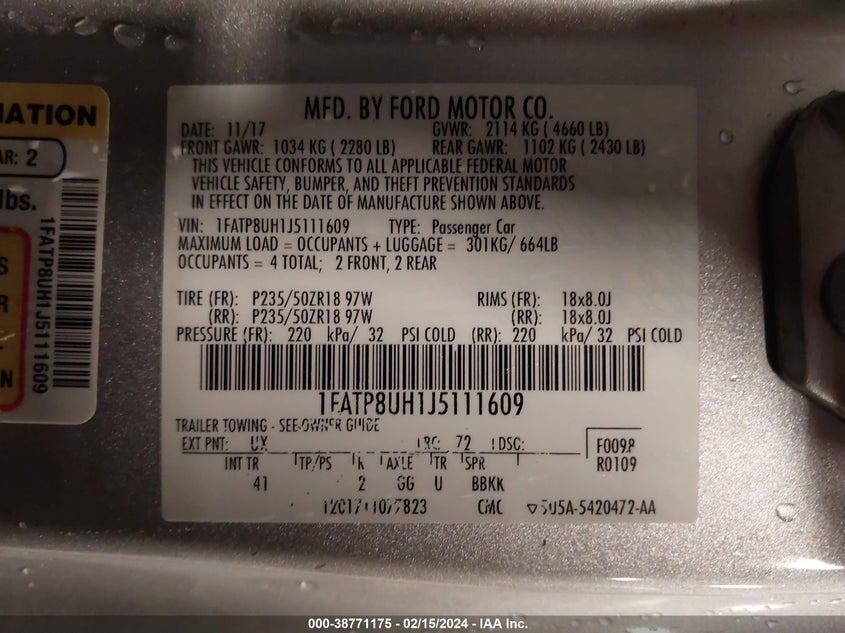 MATION
AR: 2
lbs.
S
R
N
1FATP8UH1J5111609
MFD. BY FORD MOTOR CO.
DATE: 11/17 GVWR: 2114 KG ( 4660 LB)
FRONT GAWR: 1034 KG ( 2280 LB) REAR GAWR: 1102 KG ( 2430 LB)
THIS VEHICLE CONFORMS TO ALL APPLICABLE FEDERAL MOTOR
VEHICLE SAFETY, BUMPER, AND THEFT PREVENTION STANDARDS
IN EFFECT ON THE DATE OF MANUFACTURE SHOWN ABOVE.
VIN: 1FATP8UH1J5111609 TYPE: Passenger Car
MAXIMUM LOAD = OCCUPANTS + LUGGAGE = 301KG/ 664LB
OCCUPANTS = 4 TOTAL; 2 FRONT, 2 REAR
TIRE (FR): P235/50ZR18 97W RIMS (FR): 18x8.0J
(RR): P235/50ZR18 97W (RR): 18x8.0J
PRESSURE (FR): 220 kPa/ 32 PSI COLD (RR): 220 kPa/ 32 PSI COLD
1FATP8UH1J5111609
TRAILER TOWING - SEE OWNER GUIDE
EXT PNT: UX RC: 72 DSO: F0098
INT TR TP/PS R AXLE TR SPR R0109
41 2 GG U BBKK
CMC 5U5A-5420472-AA
000-38771175 - 02/15/2024 - IAA Inc.